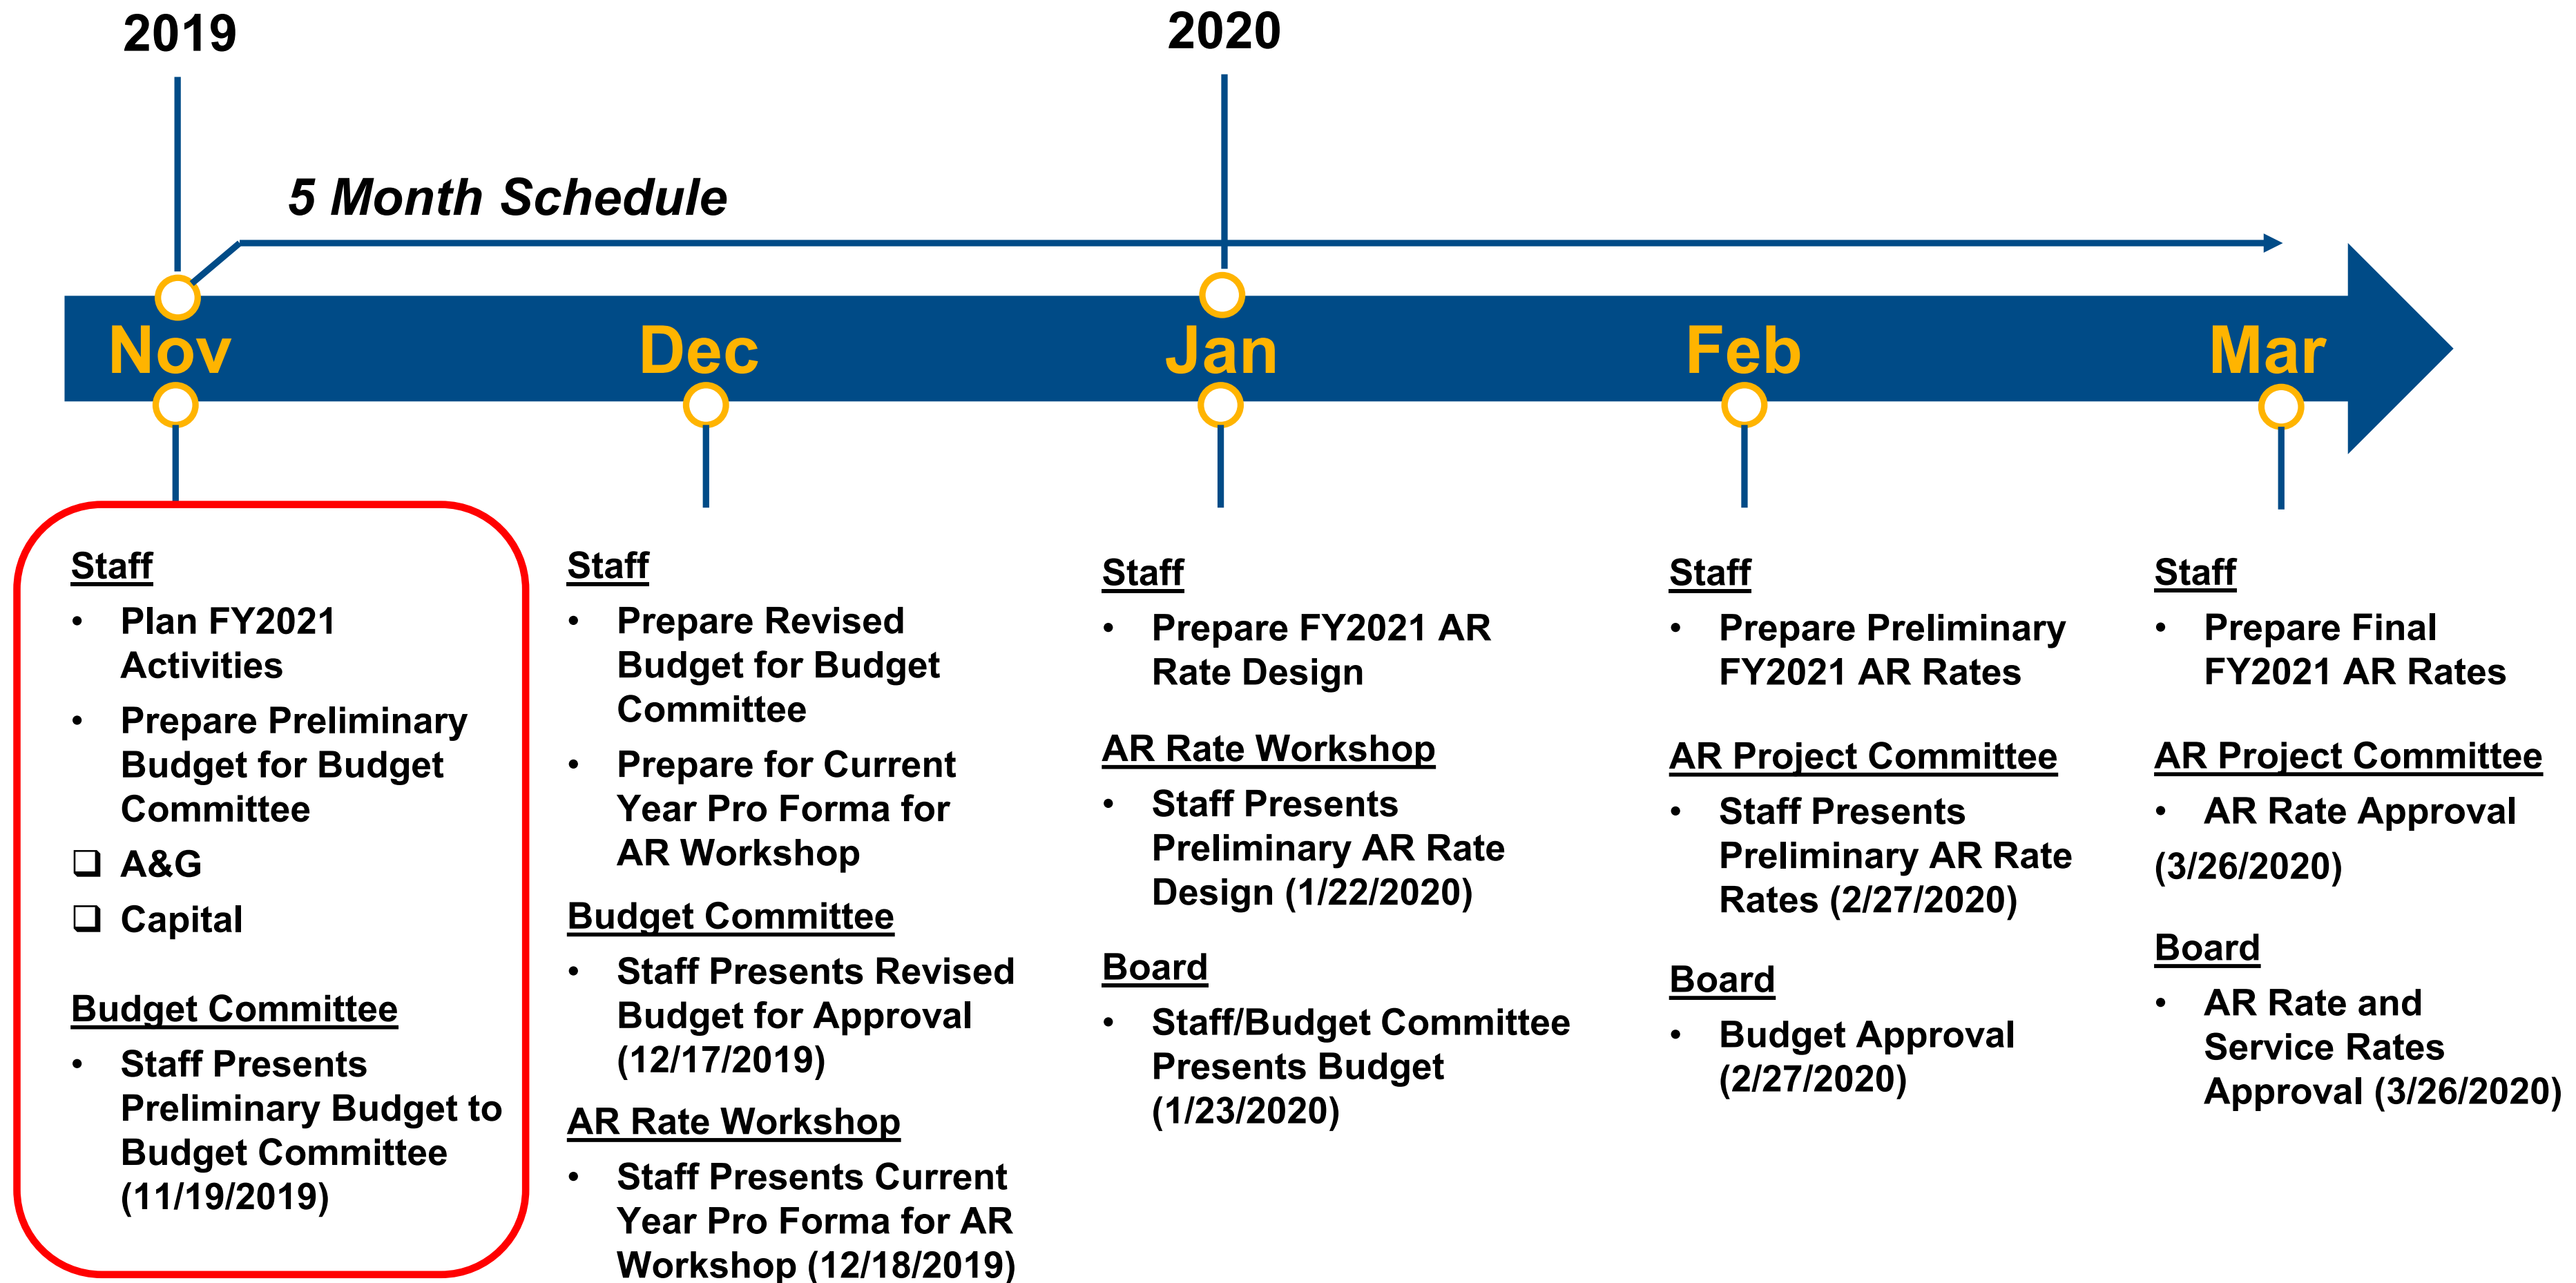 2019
2020
5 Month Schedule
Nov
Dec
Jan
Feb
Mar
Staff
• Plan FY2021
Activities
• Prepare Preliminary
Budget for Budget
Committee
❑ A&G
❑ Capital
Budget Committee
• Staff Presents
Preliminary Budget to
Budget Committee
(11/19/2019)
Staff
• Prepare Revised
Budget for Budget
Committee
• Prepare for Current
Year Pro Forma for
AR Workshop
Budget Committee
• Staff Presents Revised
Budget for Approval
(12/17/2019)
AR Rate Workshop
• Staff Presents Current
Year Pro Forma for AR
Workshop (12/18/2019)
Staff
• Prepare FY2021 AR
Rate Design
AR Rate Workshop
• Staff Presents
Preliminary AR Rate
Design (1/22/2020)
Board
• Staff/Budget Committee
Presents Budget
(1/23/2020)
Staff
• Prepare Preliminary
FY2021 AR Rates
AR Project Committee
• Staff Presents
Preliminary AR Rate
Rates (2/27/2020)
Board
• Budget Approval
(2/27/2020)
Staff
• Prepare Final
FY2021 AR Rates
AR Project Committee
• AR Rate Approval
(3/26/2020)
Board
• AR Rate and
Service Rates
Approval (3/26/2020)